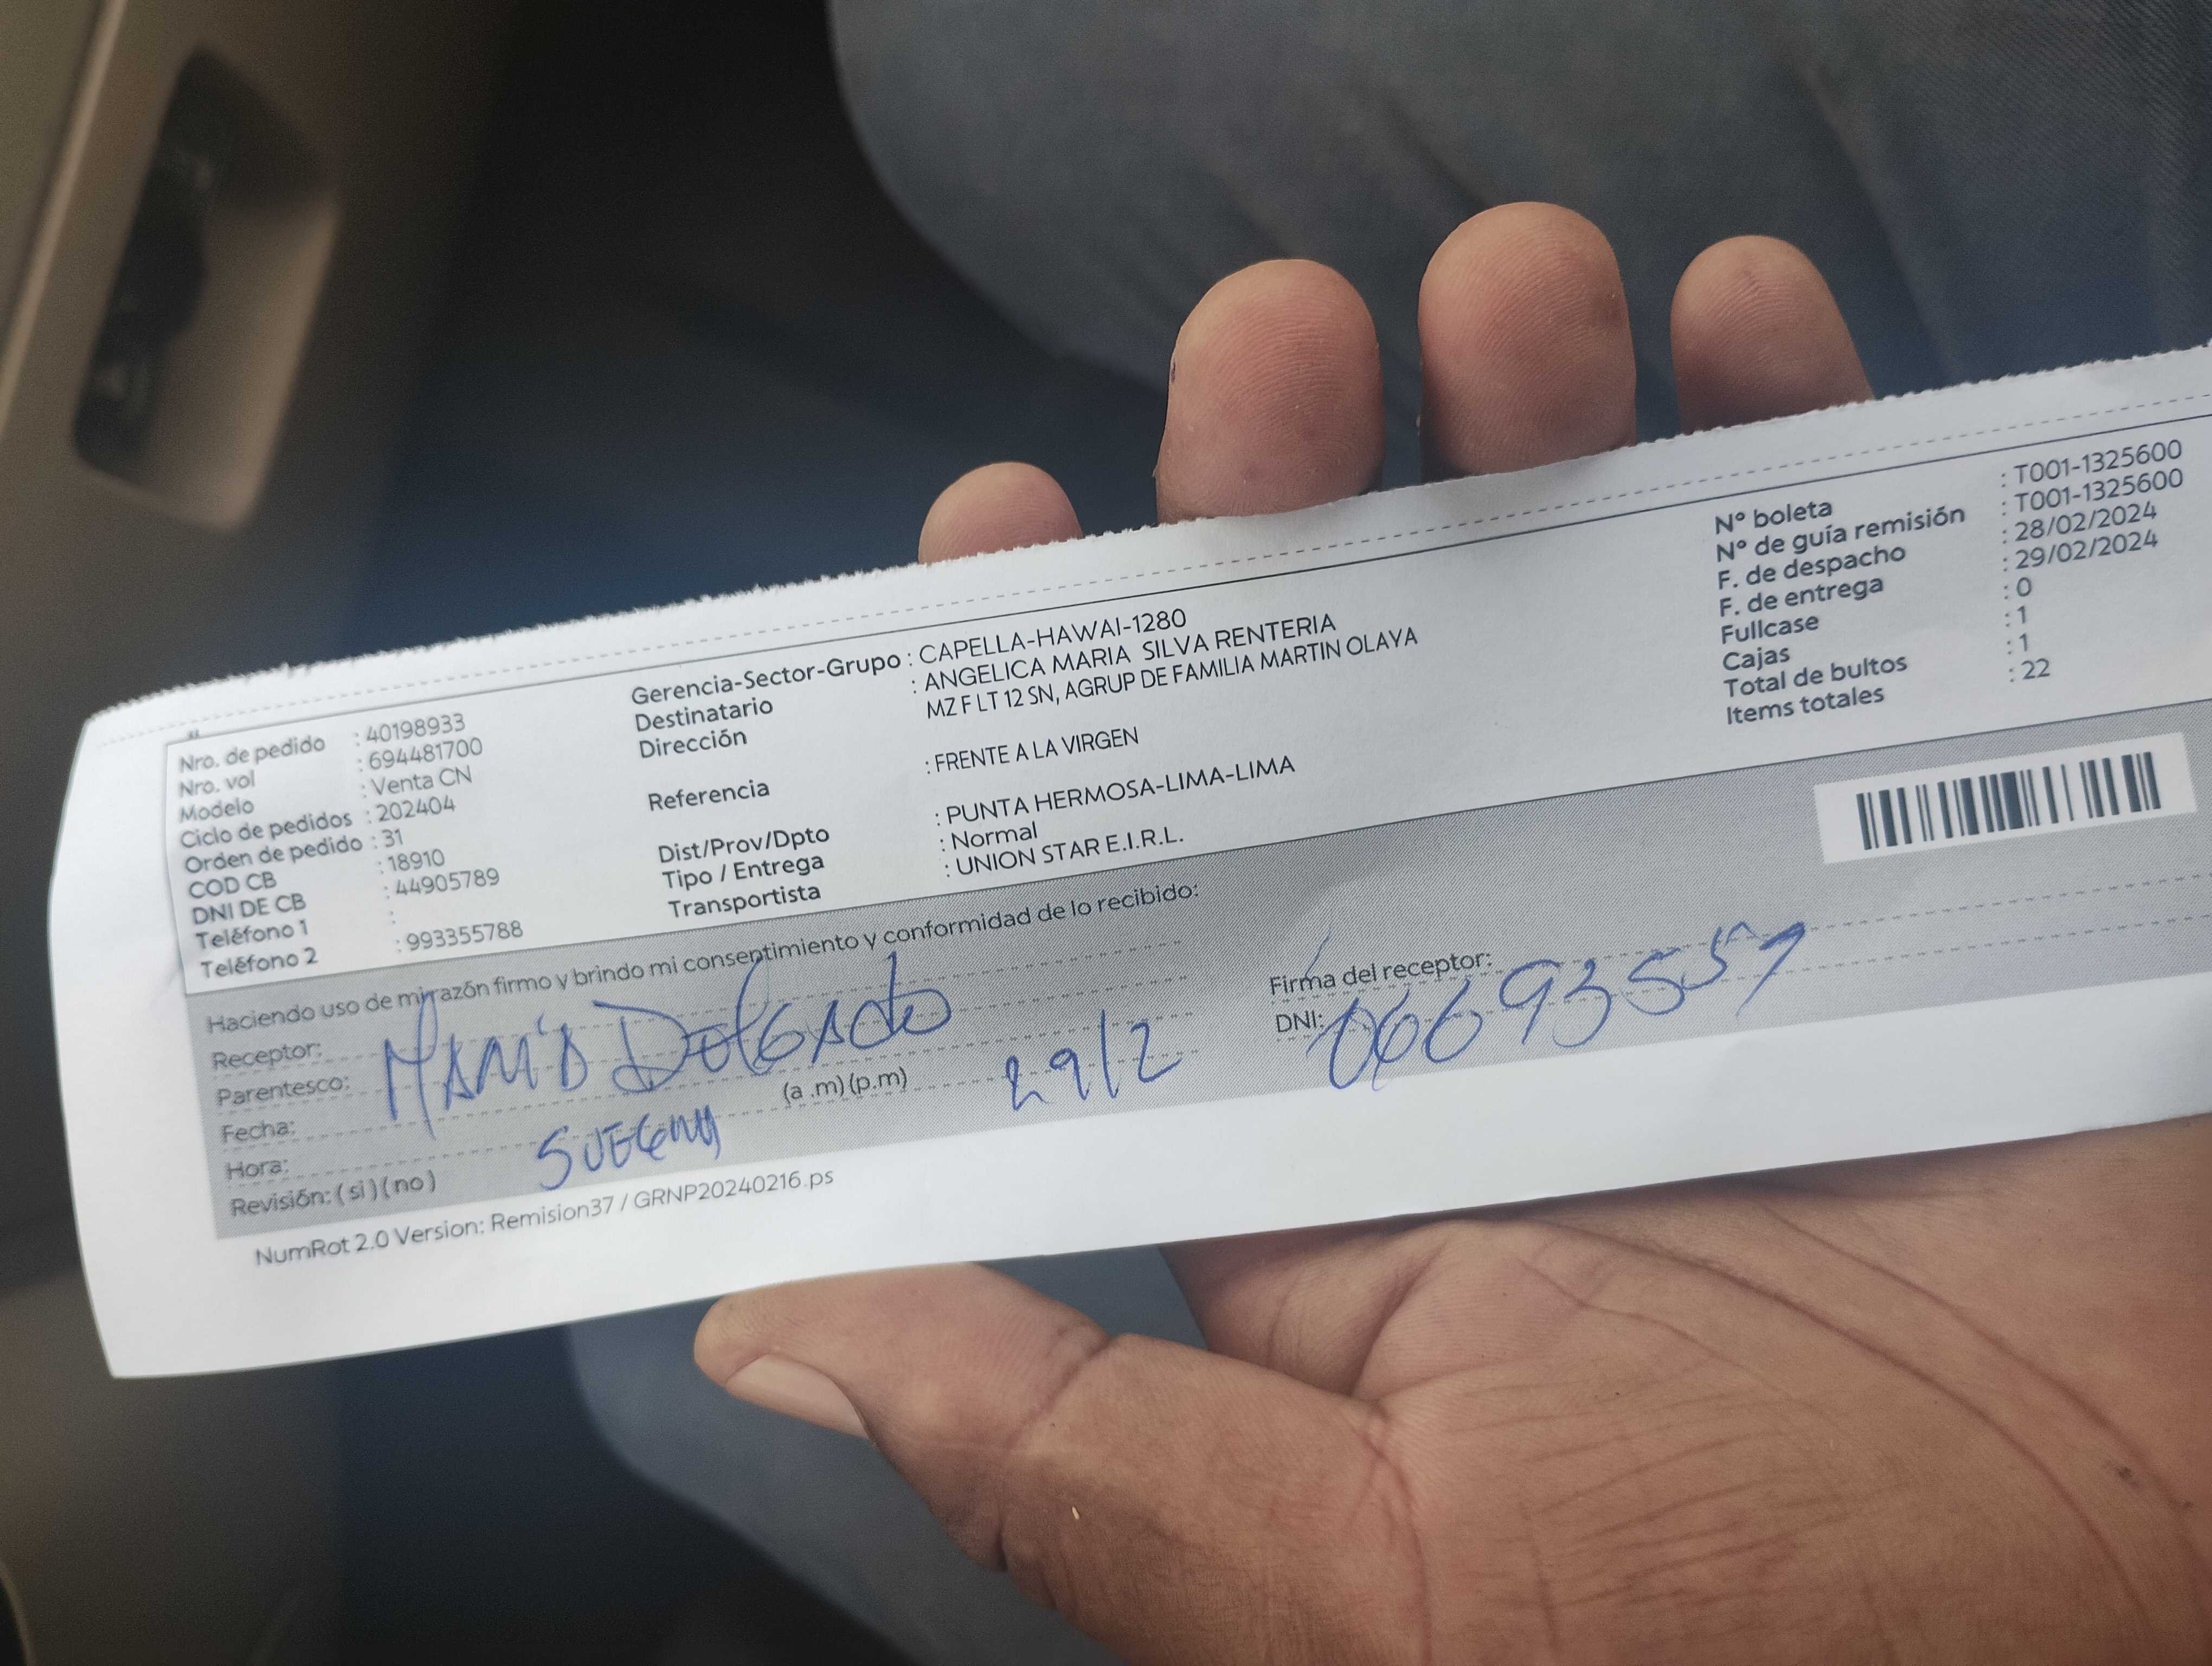 Nro. de pedido : 40198933
Nro. vol : 694481700
Modelo : Venta CN
Ciclo de pedidos : 202404
Orden de pedido : 31
COD CB : 18910
DNI DE CB : 44905789
Teléfono 1 :
Teléfono 2 : 993355788
Gerencia-Sector-Grupo : CAPELLA-HAWAI-1280
Destinatario : ANGELICA MARIA SILVA RENTERIA
Dirección MZ F LT 12 SN, AGRUP DE FAMILIA MARTIN OLAYA
Referencia : FRENTE A LA VIRGEN
Dist/Prov/Dpto : PUNTA HERMOSA-LIMA-LIMA
Tipo / Entrega : Normal
Transportista : UNION STAR E.I.R.L.
N° boleta : T001-1325600
N° de guía remisión : T001-1325600
F. de despacho : 28/02/2024
F. de entrega : 29/02/2024
Fullcase : 0
Cajas : 1
Total de bultos : 1
Items totales : 22
Haciendo uso de mi razón firmo y brindo mi consentimiento y conformidad de lo recibido:
Receptor:
Parentesco:
Fecha:
Hora: (a .m) (p.m)
Revisión: ( si ) ( no )
Delgado
29/2
Firma del receptor:
DNI:
NumRot 2.0 Version: Remision37 / GRNP20240216.ps